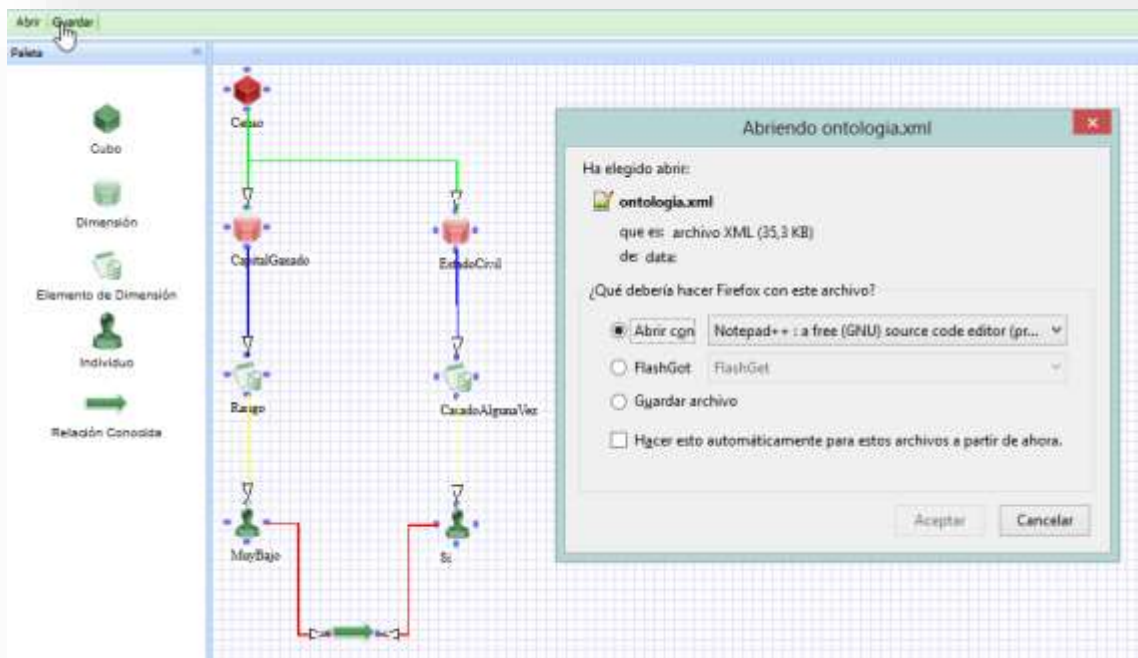 Abrir Guardar
Paleta
Cubo
Dimensión
Elemento de Dimensión
Individuo
Relación Conocida
Censo
CapitalGanado
EstadoCivil
Rango
CasadoAlgunaVez
MuyBajo
Si
Abriendo ontologia.xml
Ha elegido abrir:
ontologia.xml
que es: archivo XML (35,3 KB)
de: data:
¿Qué debería hacer Firefox con este archivo?
Abrir con Notepad++ : a free (GNU) source code editor (pr...
FlashGot FlashGet
Guardar archivo
Hacer esto automáticamente para estos archivos a partir de ahora.
Aceptar Cancelar